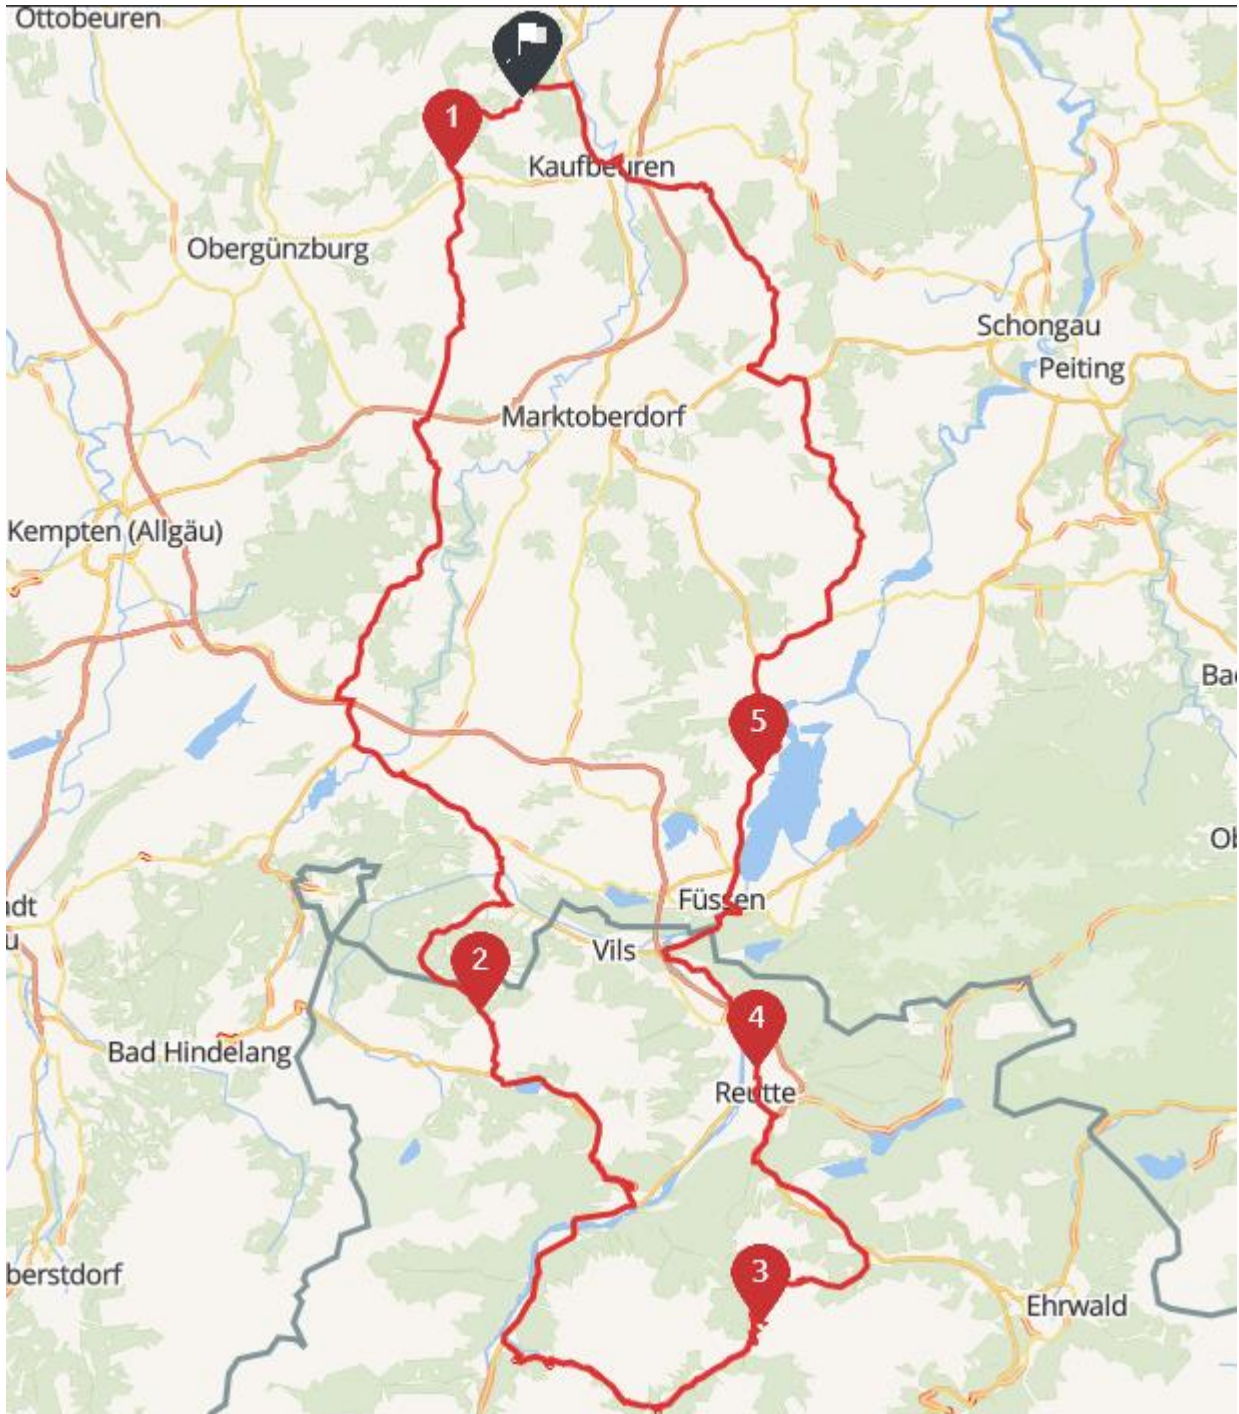 Ottobeuren
1
Kaufbeuren
Obergünzburg
Schongau
Peiting
Marktoberdorf
Kempten (Allgäu)
Ba
5
Ob
Füssen
dt
u
Vils
2
4
Bad Hindelang
Reutte
3
berstdorf
Ehrwald